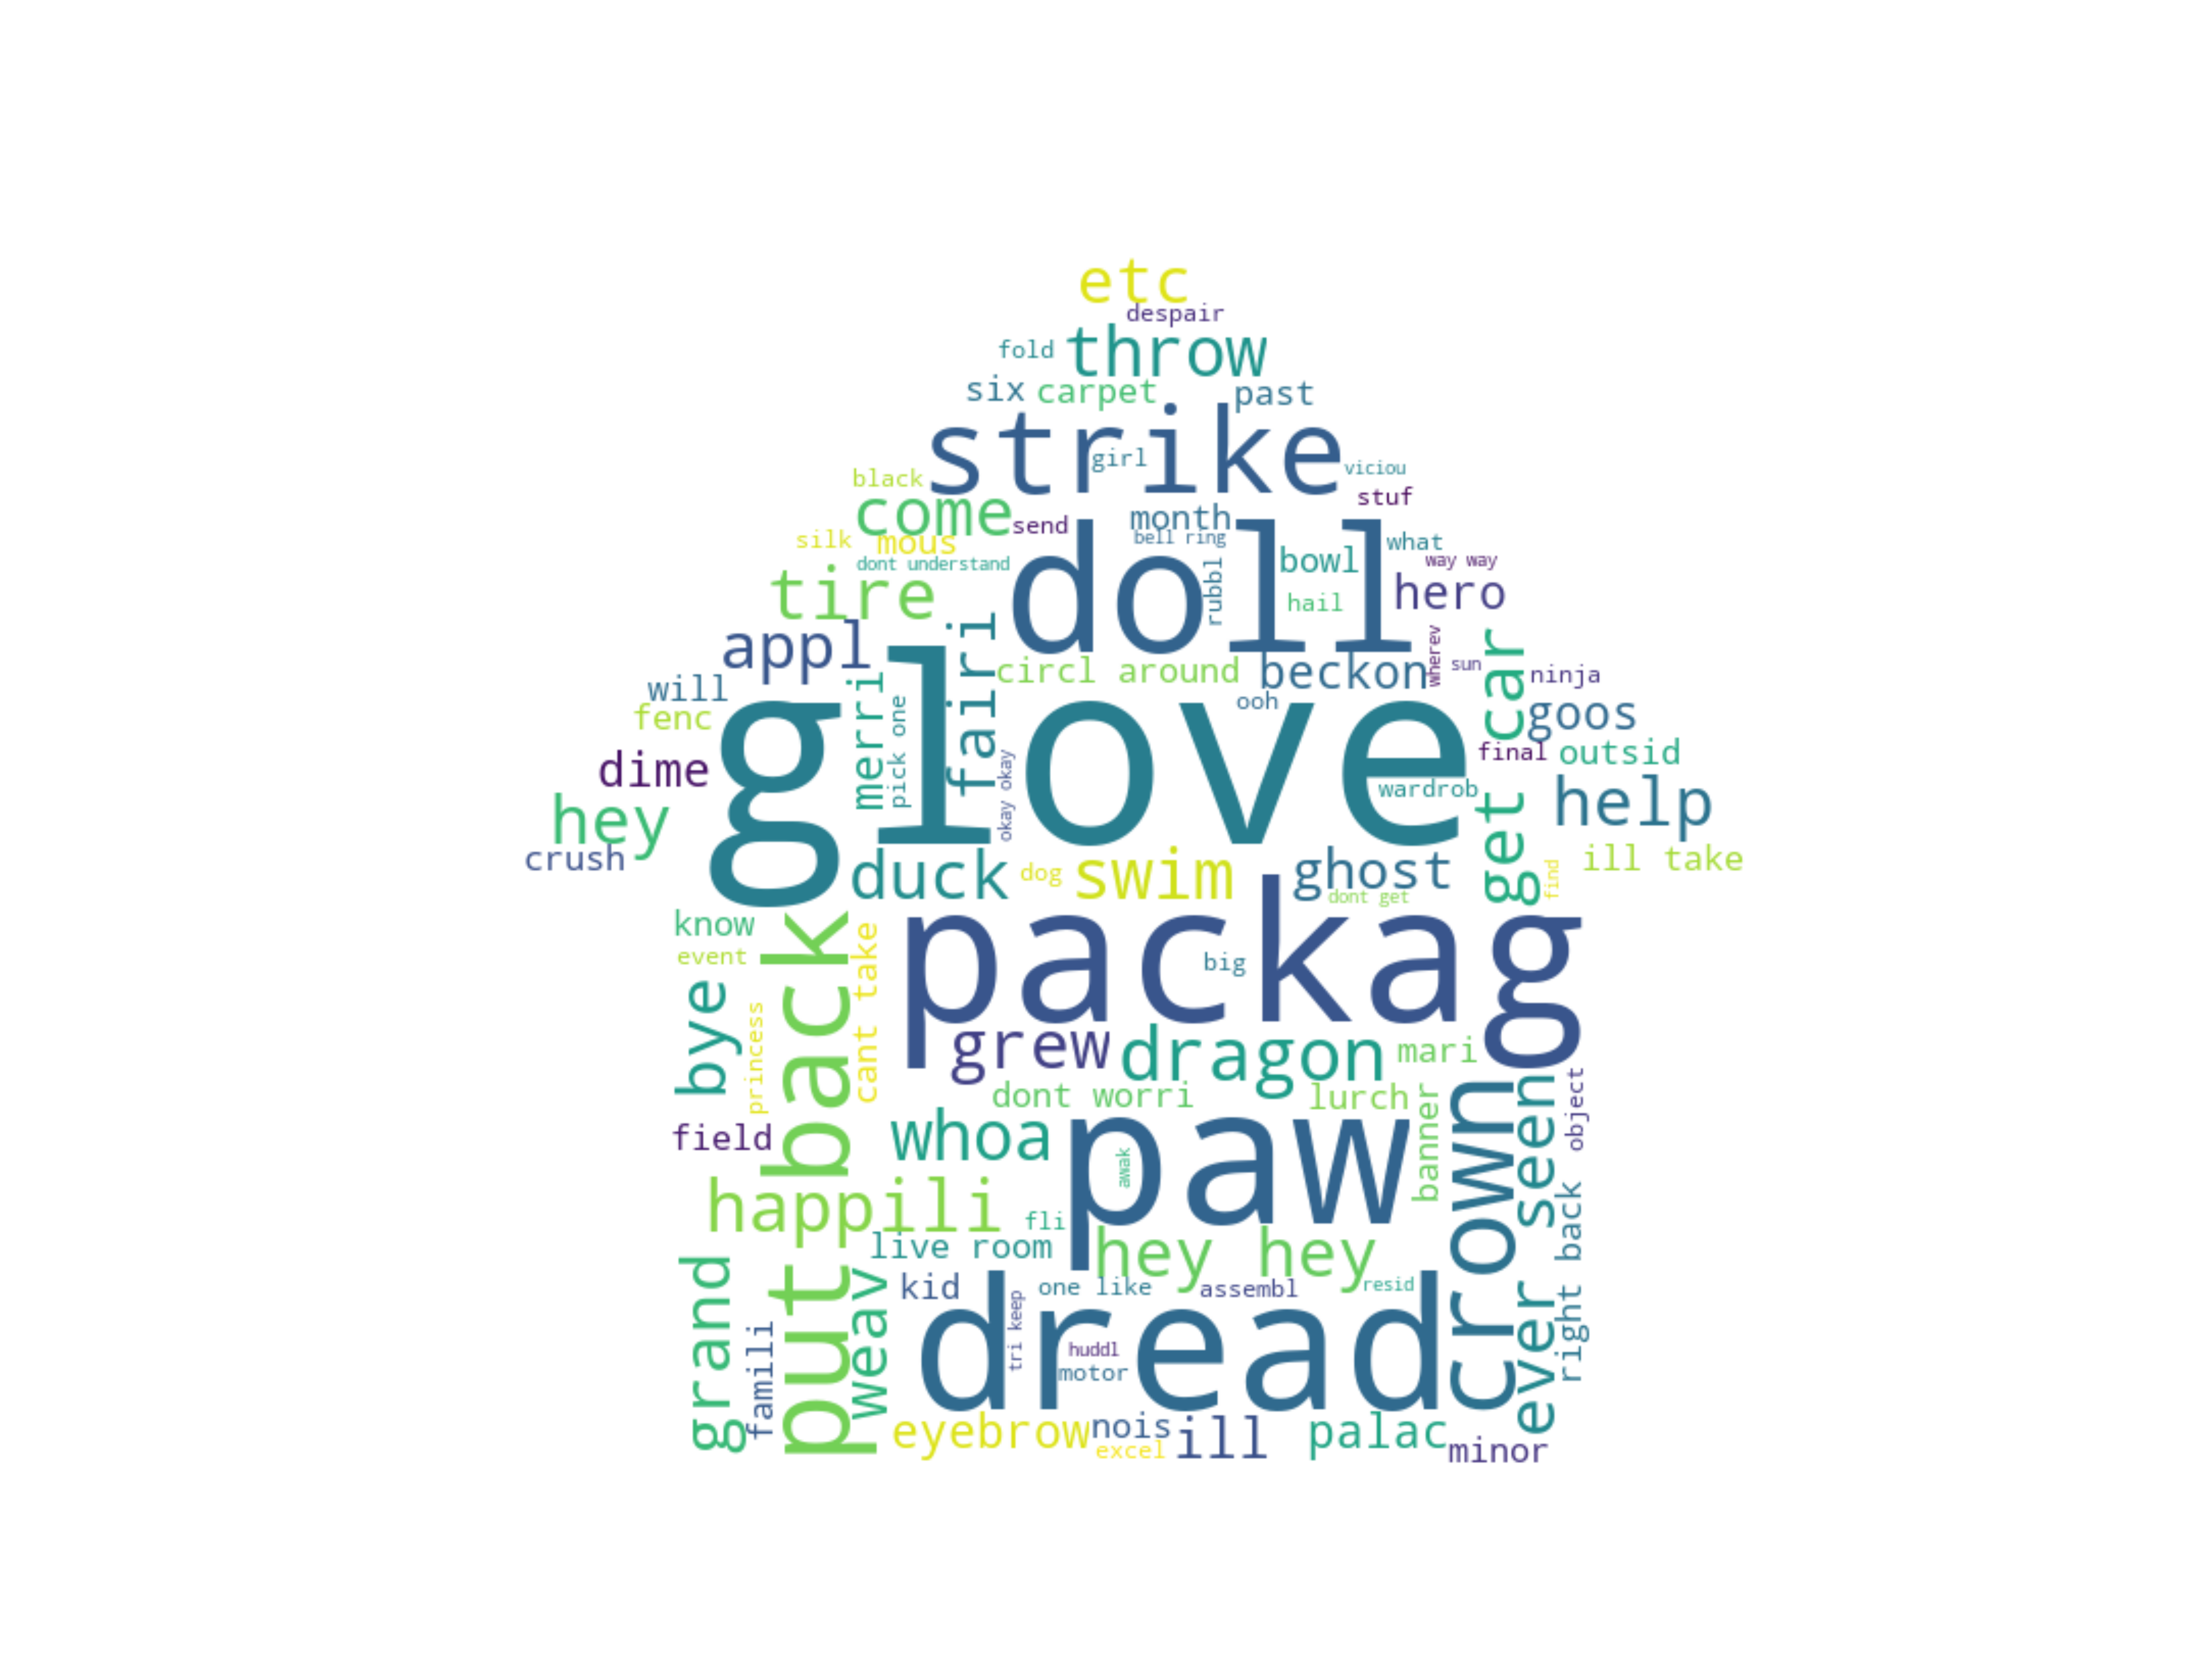 etc
despair
fold
throw
six
carpet
past
strike
girl
viciou
black
stuf
come
send
month
bell ring
silk
mous
what
way way
dont understand
doll
rubbl
bowl
hail
hero
tire
appl
fairi
circl around
beckon
wherev
sun
get car
ninja
will
merri
pick one
ooh
goos
fenc
glove
final
outsid
dime
okay okay
wardrob
help
hey
crush
duck
dog
swim
ghost
dont get
find
ill take
know
put back
cant take
packag
big
event
bye
princess
grew
dragon
mari
dont worri
lurch
banner
crown
ever seen
object
field
whoa
paw
awak
right back
happili
fli
live room
hey hey
grand
famili
weav
kid
one like
assembl
resid
tri keep
dread
huddl
motor
eyebrow
nois
excel
ill
palac
minor